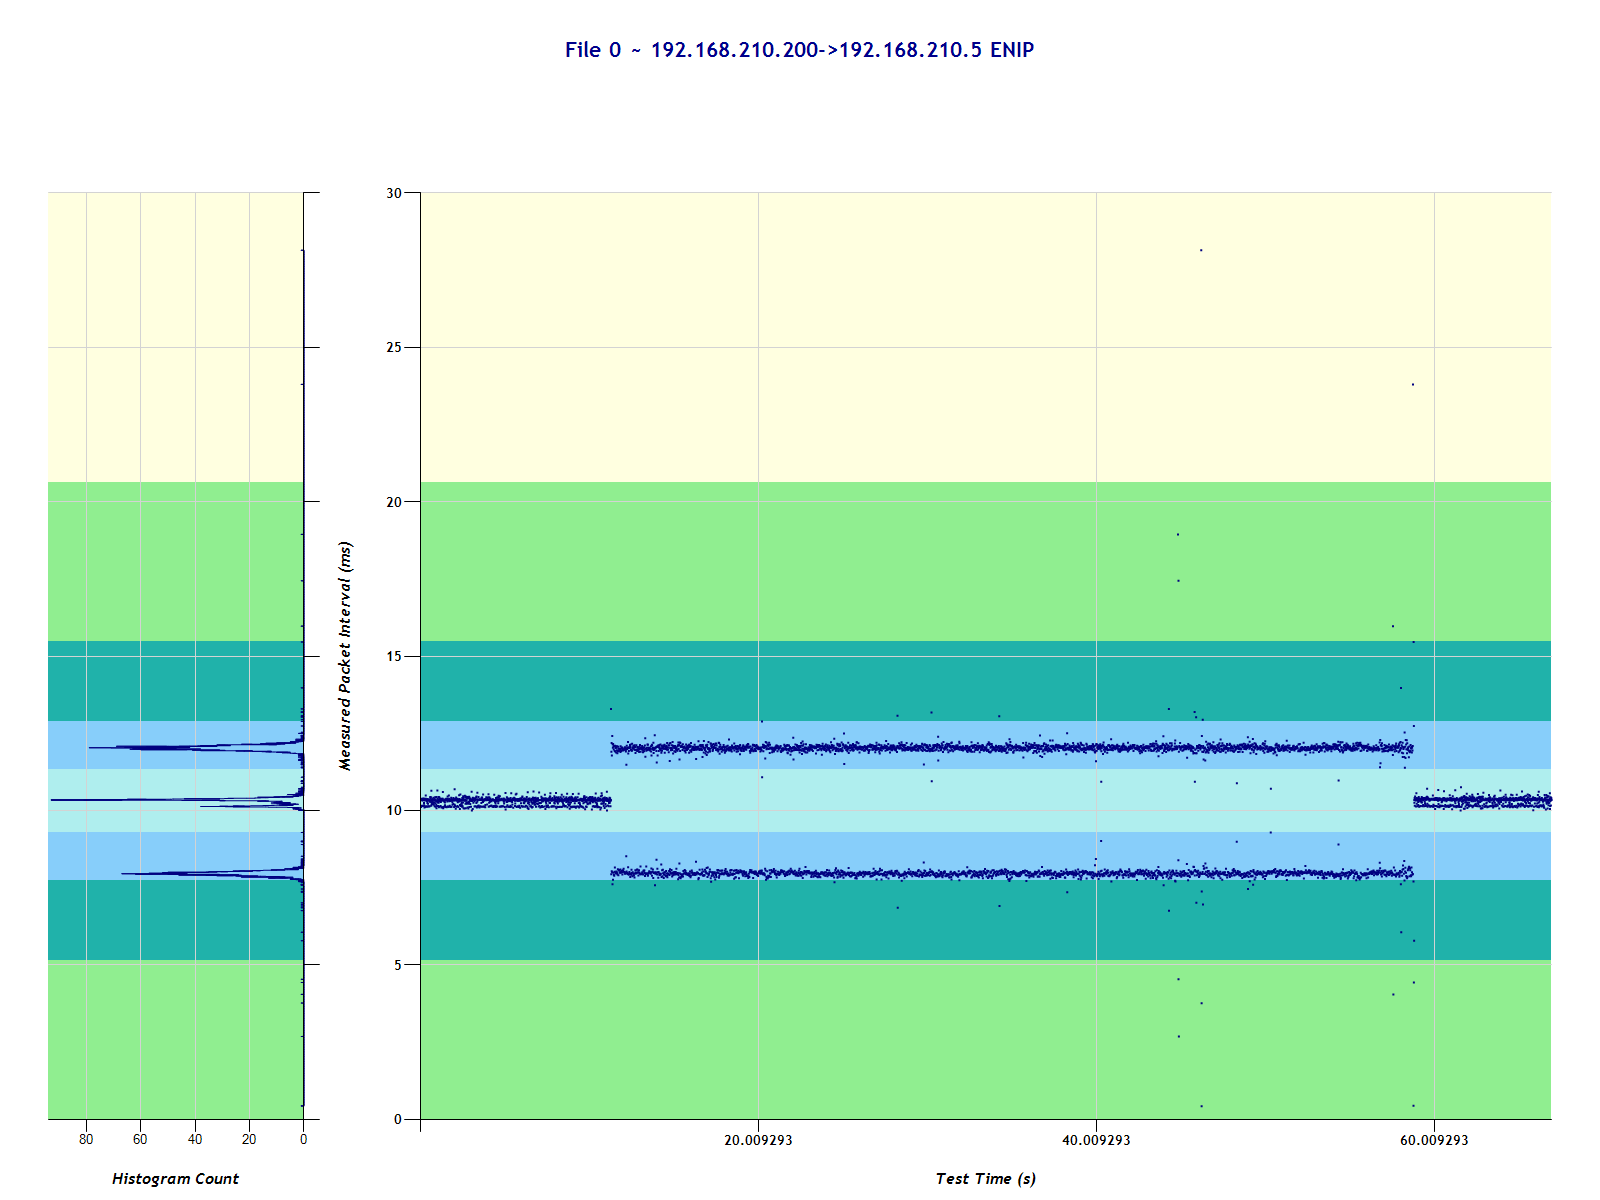 File 0 ~ 192.168.210.200->192.168.210.5 ENIP
30
25
20
15
10
5
0
Measured Packet Interval (ms)
80 60 40 20 0
20.009293 40.009293 60.009293
Histogram Count
Test Time (s)